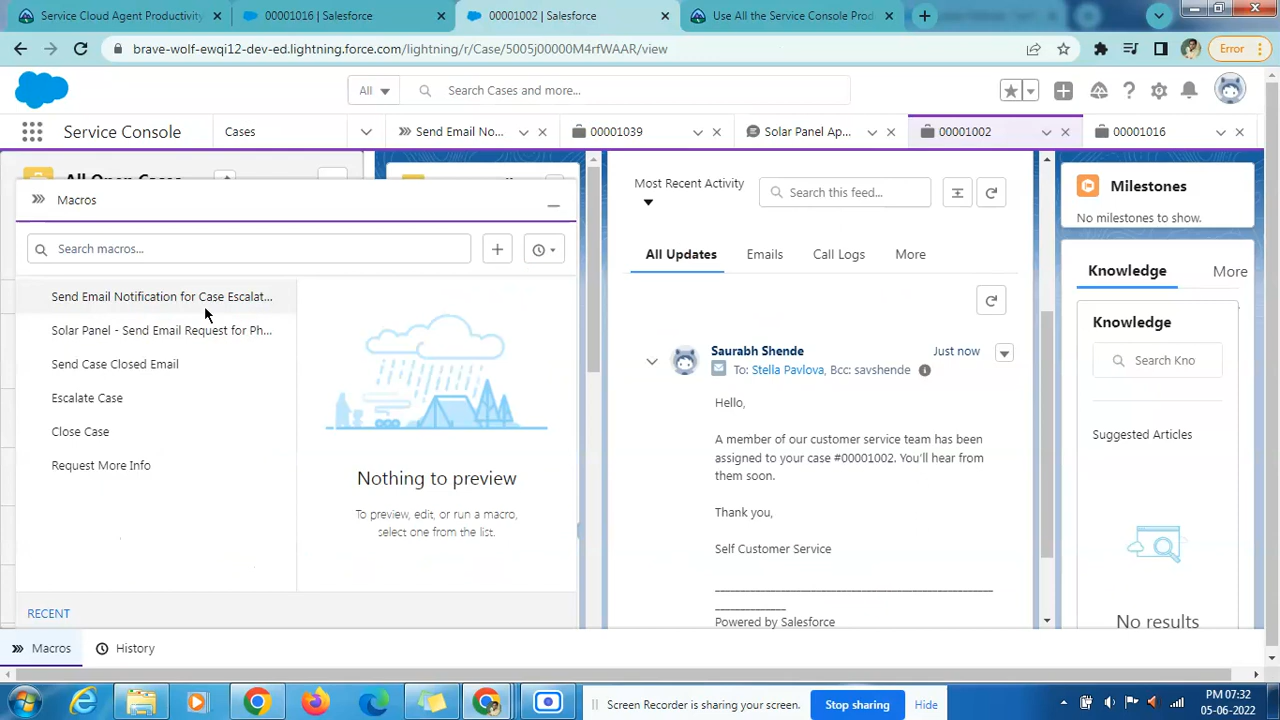 Service Cloud Agent Productivity
00001016 | Salesforce
00001002 | Salesforce
Use All the Service Console Prod
brave-wolf-ewqi12-dev-ed.lightning.force.com/lightning/r/Case/5005j00000M4rfWAAR/view
Error
All
Search Cases and more...
Service Console
Cases
Send Email No...
00001039
Solar Panel Ap...
00001002
00001016
Macros
Search macros...
Send Email Notification for Case Escalat...
Solar Panel - Send Email Request for Ph...
Send Case Closed Email
Escalate Case
Close Case
Request More Info
Nothing to preview
To preview, edit, or run a macro,
select one from the list.
RECENT
Most Recent Activity
Search this feed...
All Updates
Emails
Call Logs
More
Saurabh Shende
Just now
To: Stella Pavlova, Bcc: savshende
Hello,
A member of our customer service team has been
assigned to your case #00001002. You'll hear from
them soon.
Thank you,
Self Customer Service
Powered by Salesforce
Milestones
No milestones to show.
Knowledge
More
Knowledge
Search Kno
Suggested Articles
No results
Macros
History
Screen Recorder is sharing your screen.
Stop sharing
Hide
PM 07:32
05-06-2022